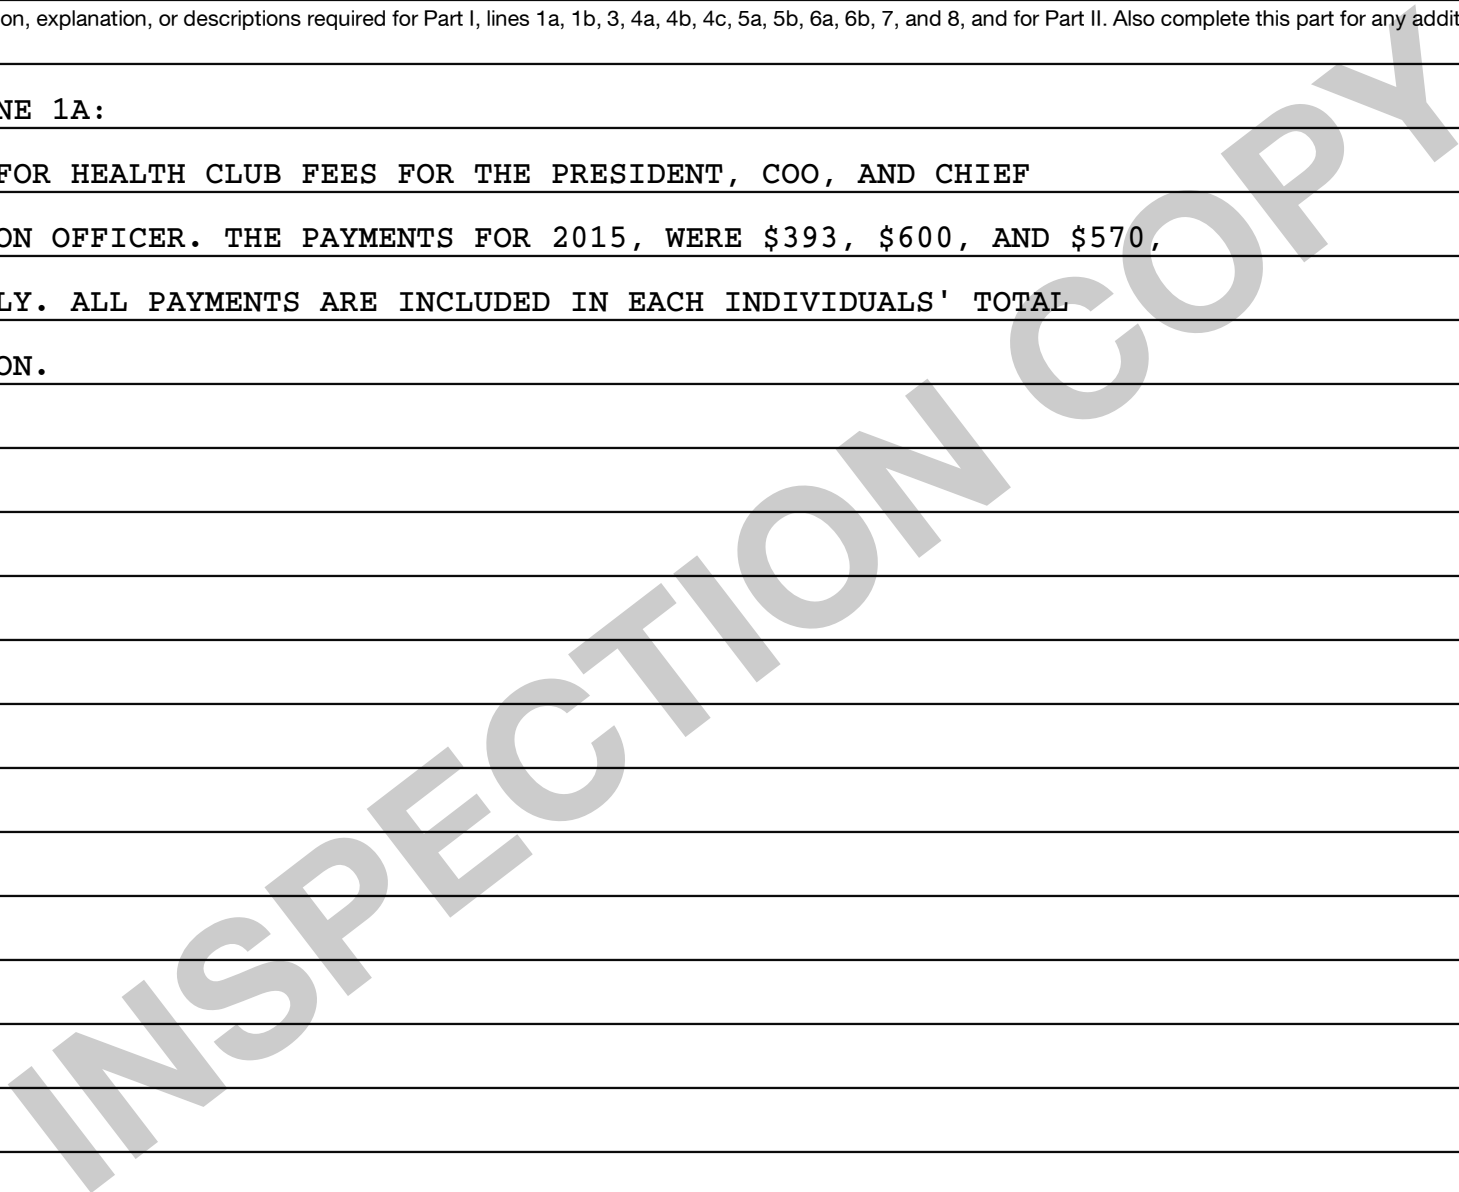 on, explanation, or descriptions required for Part I, lines 1a, 1b, 3, 4a, 4b, 4c, 5a, 5b, 6a, 6b, 7, and 8, and for Part II. Also complete this part for any addit
NE 1A:
FOR HEALTH CLUB FEES FOR THE PRESIDENT, COO, AND CHIEF
ON OFFICER. THE PAYMENTS FOR 2015, WERE $393, $600, AND $570,
LY. ALL PAYMENTS ARE INCLUDED IN EACH INDIVIDUALS' TOTAL
ON.
INSPECTION COPY